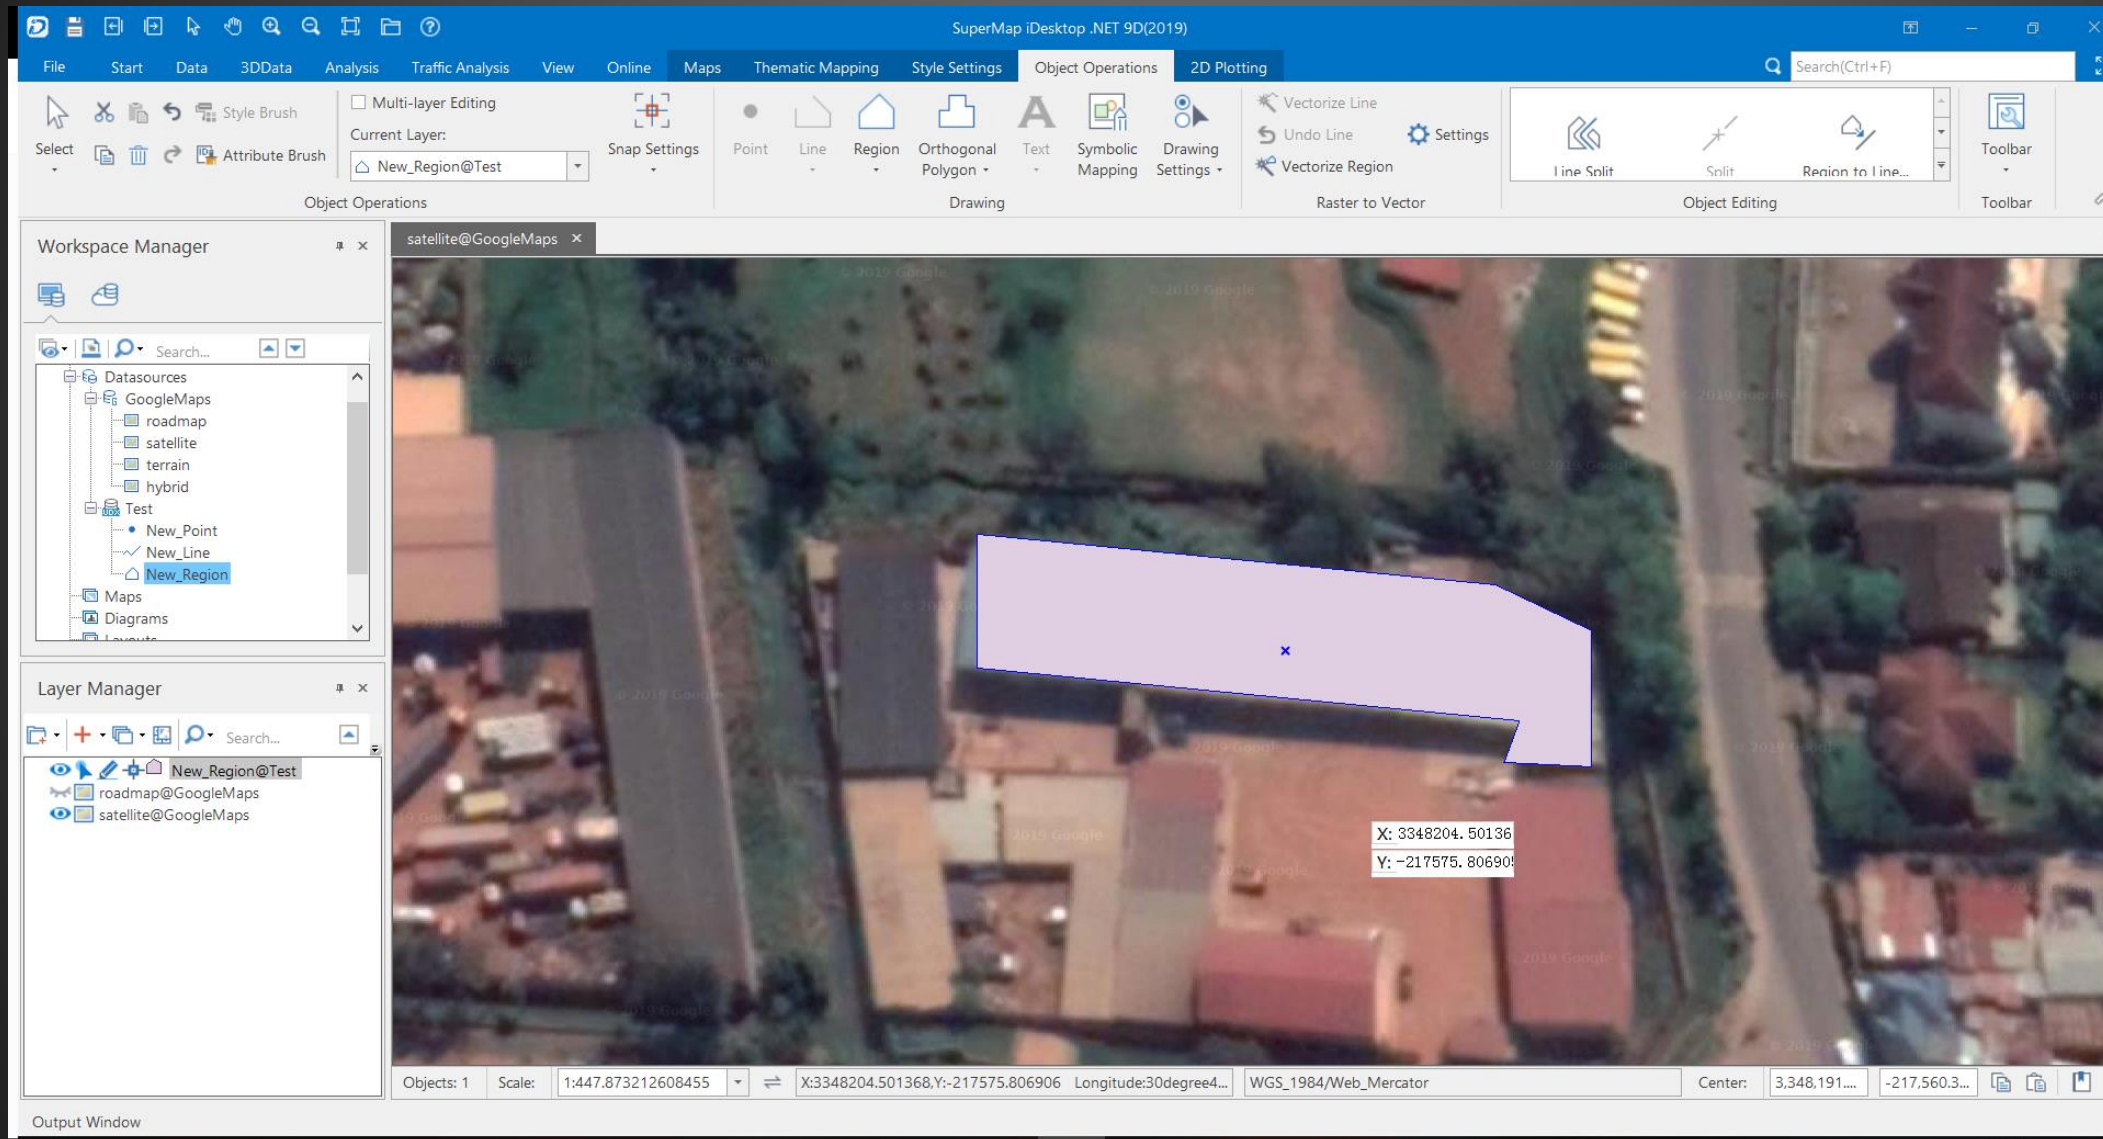 SuperMap iDesktop .NET 9D(2019)
File Start Data 3DData Analysis Traffic Analysis View Online Maps Thematic Mapping Style Settings Object Operations 2D Plotting Search(Ctrl+F)
Select
Style Brush
Attribute Brush
Multi-layer Editing
Current Layer:
New_Region@Test
Object Operations
Snap Settings
Point
Line
Region
Orthogonal
Polygon
Text
Symbolic
Mapping
Drawing
Settings
Drawing
Vectorize Line
Undo Line
Vectorize Region
Settings
Raster to Vector
Line Split
Split
Region to Line...
Object Editing
Toolbar
Toolbar
Workspace Manager
Search...
Datasources
GoogleMaps
roadmap
satellite
terrain
hybrid
Test
New_Point
New_Line
New_Region
Maps
Diagrams
Layouts
Layer Manager
Search...
New_Region@Test
roadmap@GoogleMaps
satellite@GoogleMaps
satellite@GoogleMaps
© 2019 Google
X: 3348204.50136
Y: -217575.80690
Objects: 1 Scale: 1:447.873212608455 X:3348204.501368,Y:-217575.806906 Longitude:30degree4... WGS_1984/Web_Mercator Center: 3,348,191.... -217,560.3...
Output Window